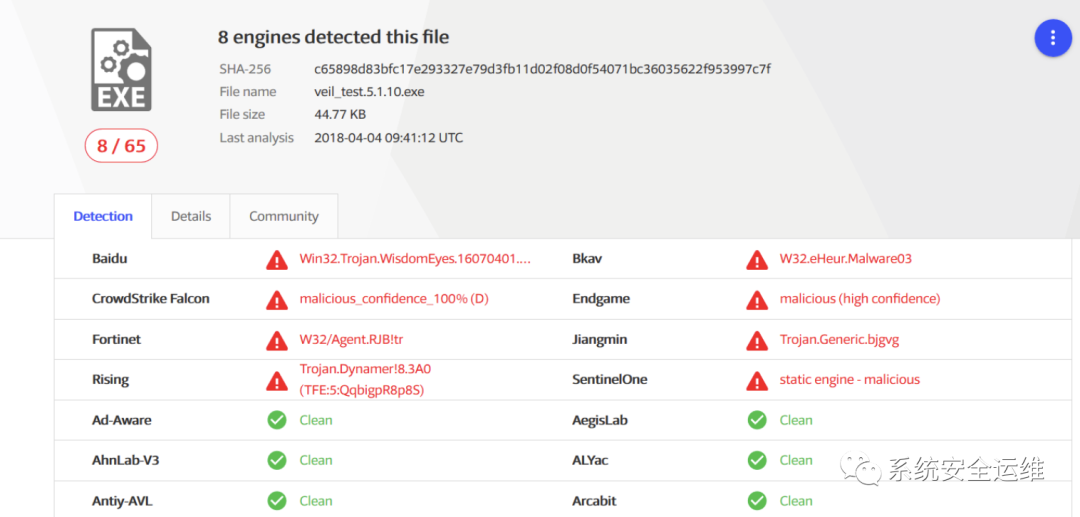 8 engines detected this file
EXE
8 / 65
SHA-256 c65898d83bfc17e293327e79d3fb11d02f08d0f54071bc36035622f953997c7f
File name veil_test.5.1.10.exe
File size 44.77 KB
Last analysis 2018-04-04 09:41:12 UTC
Detection Details Community
Baidu Win32.Trojan.WisdomEyes.16070401.... Bkav W32.eHeur.Malware03
CrowdStrike Falcon malicious_confidence_100% (D) Endgame malicious (high confidence)
Fortinet W32/Agent.RJB!tr Jiangmin Trojan.Generic.bjgvg
Rising Trojan.Dynamer!8.3A0
(TFE:5:QqbigpR8p8S) SentinelOne static engine - malicious
Ad-Aware Clean AegisLab Clean
AhnLab-V3 Clean ALYac Clean
Antiy-AVL Clean Arcabit Clean
系统安全运维